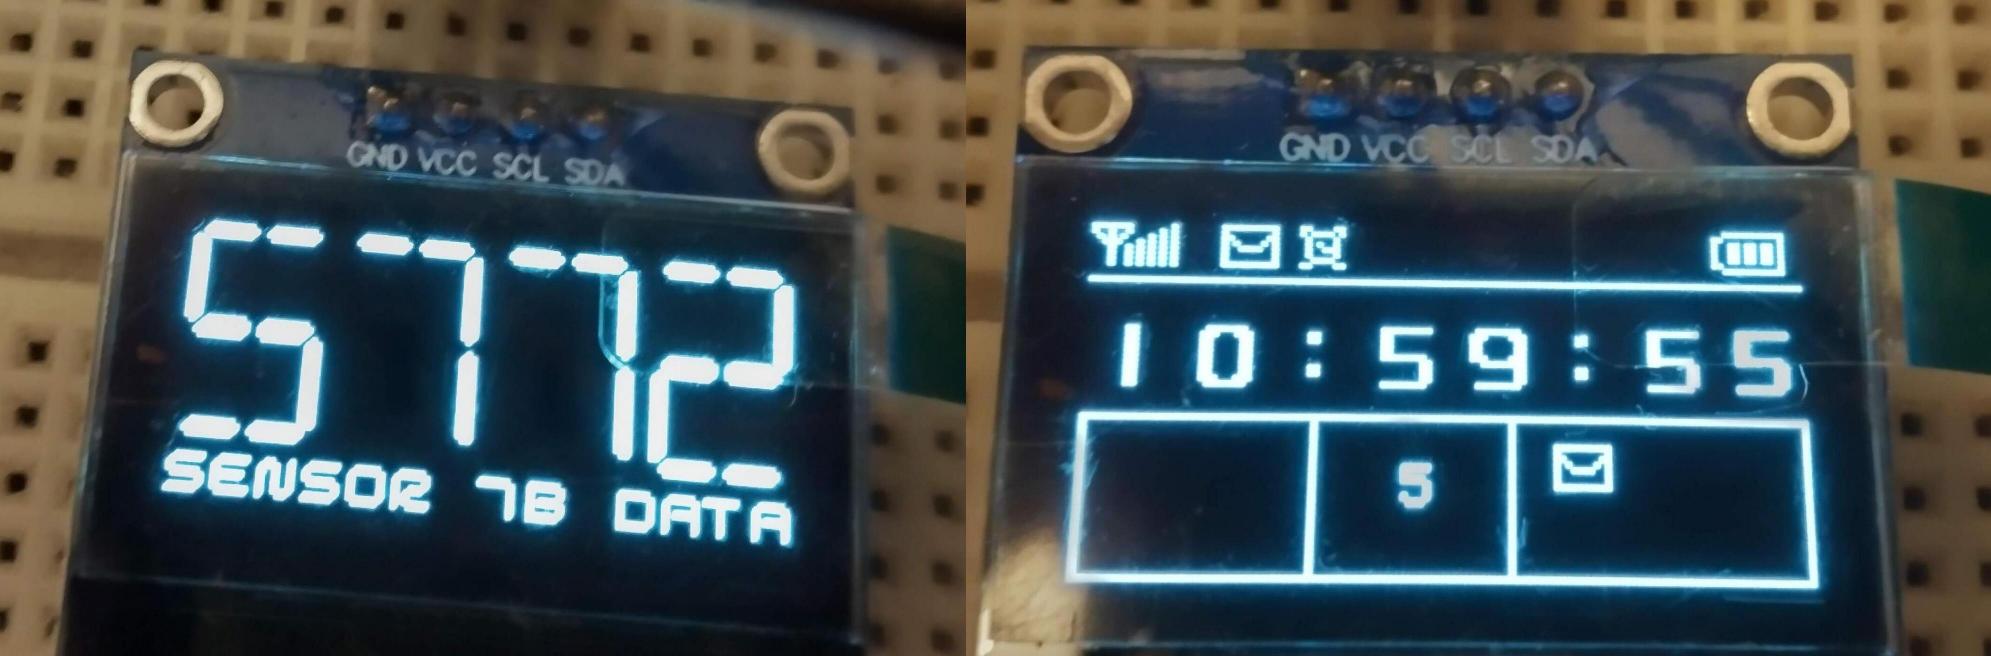 GND VCC SCL SDA
5772
SENSOR 7B DATA
GND VCC SCL SDA
10:59:55
5